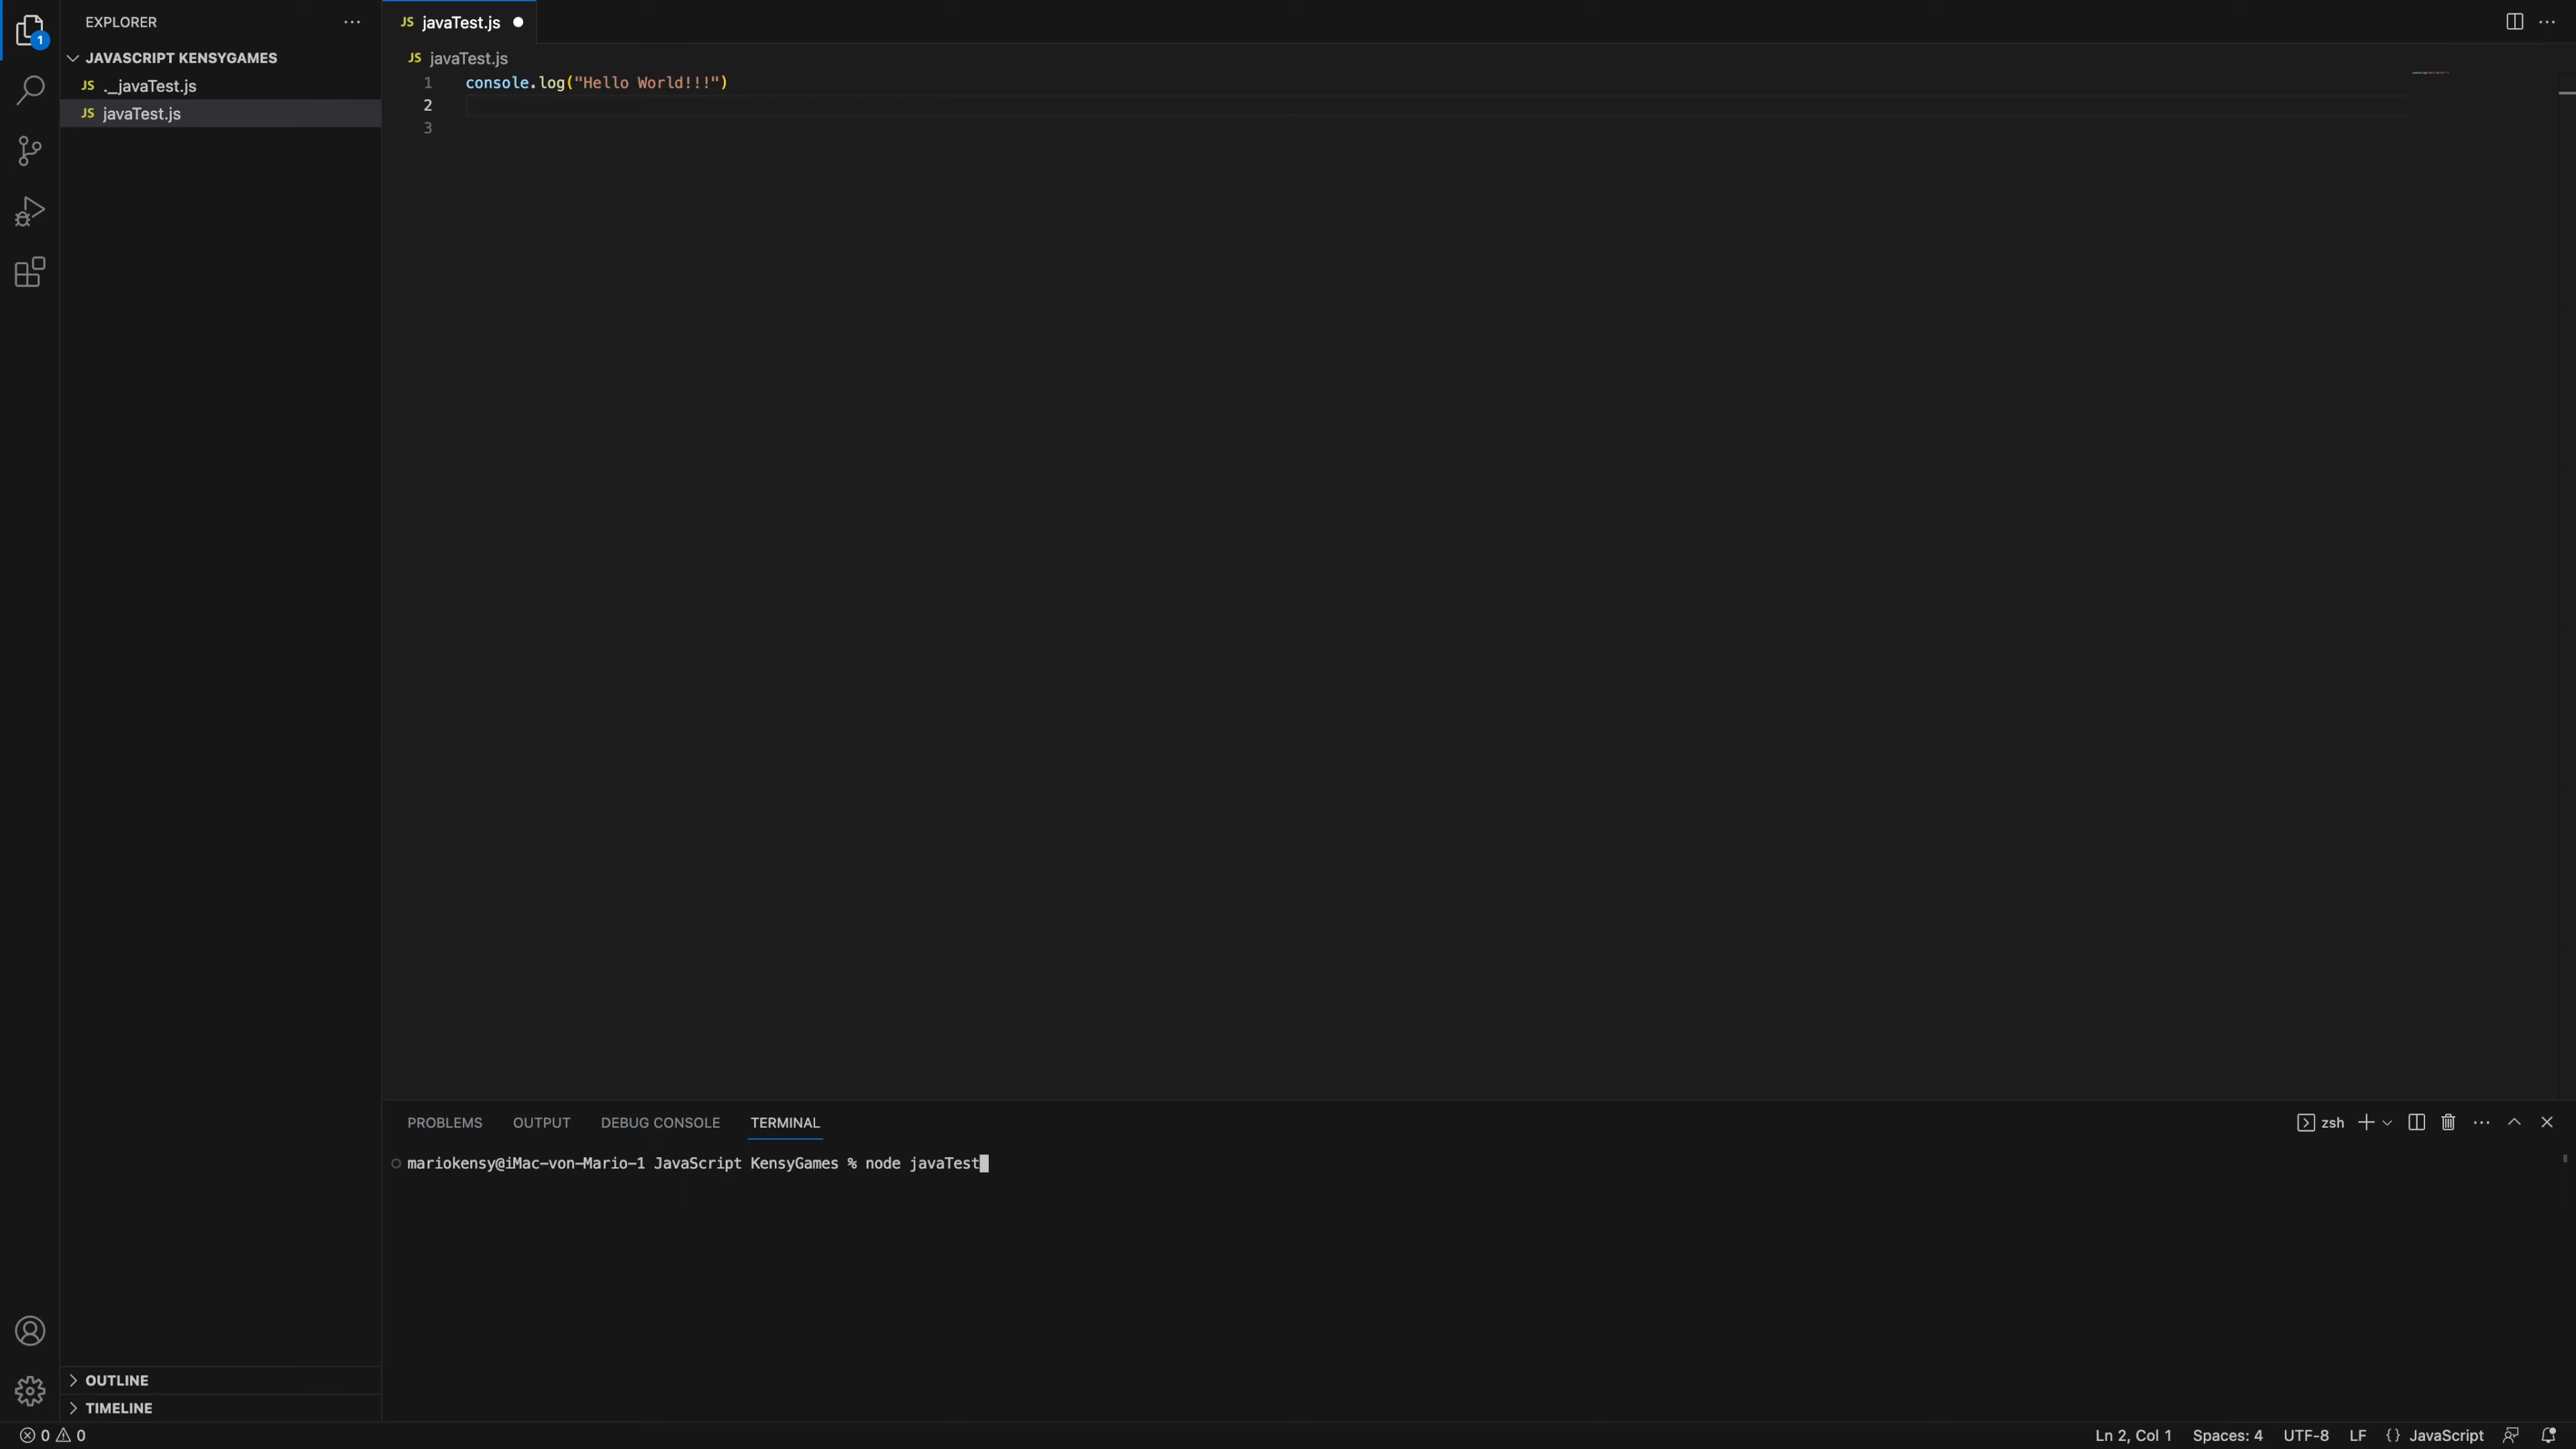 1
EXPLORER
JAVASCRIPT KENSYGAMES
JS ._javaTest.js
JS javaTest.js
JS javaTest.js
JS javaTest.js
1 console.log("Hello World!!!")
2
3
PROBLEMS OUTPUT DEBUG CONSOLE TERMINAL
zsh
mariokensy@iMac-von-Mario-1 JavaScript KensyGames % node javaTest
OUTLINE
TIMELINE
0 0
Ln 2, Col 1 Spaces: 4 UTF-8 LF {} JavaScript